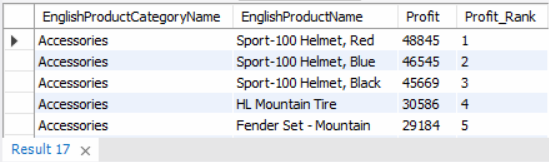 EnglishProductCategoryName EnglishProductName Profit Profit_Rank
Accessories Sport-100 Helmet, Red 48845 1
Accessories Sport-100 Helmet, Blue 46545 2
Accessories Sport-100 Helmet, Black 45669 3
Accessories HL Mountain Tire 30586 4
Accessories Fender Set - Mountain 29184 5
Result 17 ×